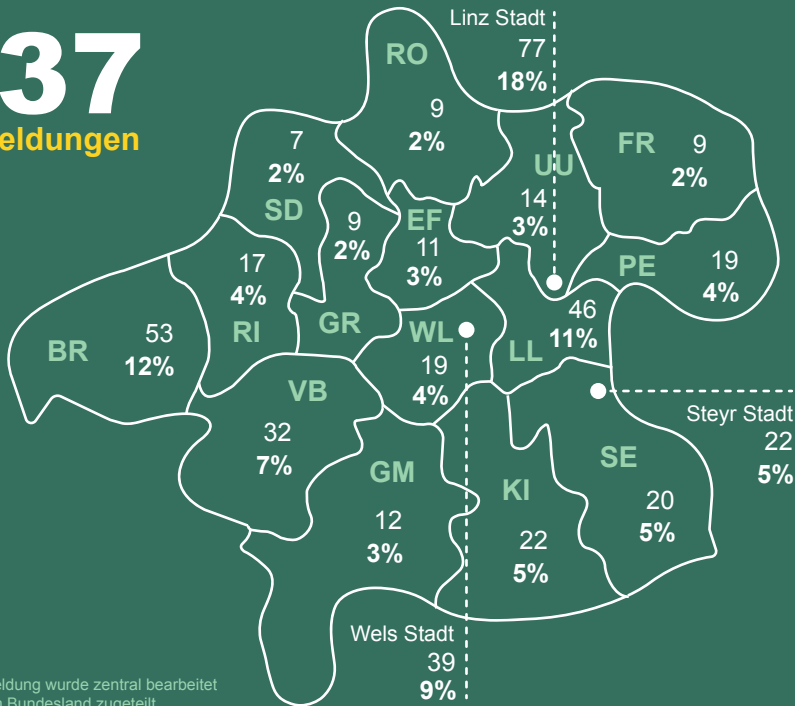 37
eldungen
Linz Stadt
77
18%
RO
9
2%
7
2%
SD
UU
14
3%
FR
9
2%
9
2%
EF
11
3%
PE
19
4%
17
4%
RI
GR
BR
53
12%
WL
19
4%
46
11%
LL
VB
32
7%
Steyr Stadt
22
5%
GM
12
3%
KI
22
5%
SE
20
5%
Wels Stadt
39
9%
eldung wurde zentral bearbeitet
Bundesland zugeteilt